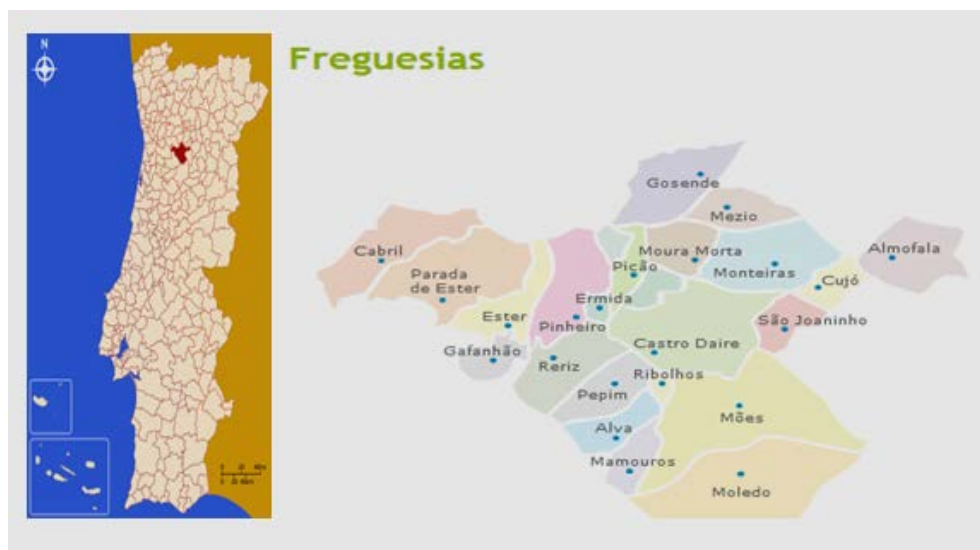 N
Freguesias
Gosende
Mezio
Cabril
Moura Morta
Almofala
Parada
de Ester
Picão
Monteiras
Cujó
Ermida
Ester
Pinheiro
São Joaninho
Gafanhão
Reriz
Castro Daire
Ribolhos
Pepim
Mões
Alva
Mamouros
Moledo